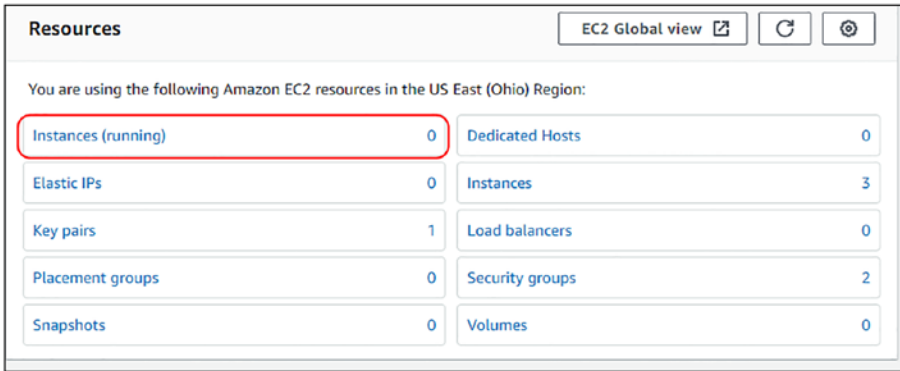 Resources
EC2 Global view
You are using the following Amazon EC2 resources in the US East (Ohio) Region:
Instances (running) 0
Dedicated Hosts 0
Elastic IPs 0
Instances 3
Key pairs 1
Load balancers 0
Placement groups 0
Security groups 2
Snapshots 0
Volumes 0